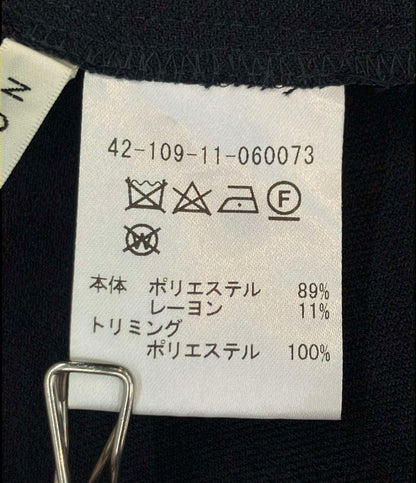 42-109-11-060073
F
W
本体 ポリエステル 89%
レーヨン 11%
トリミング
ポリエステル 100%